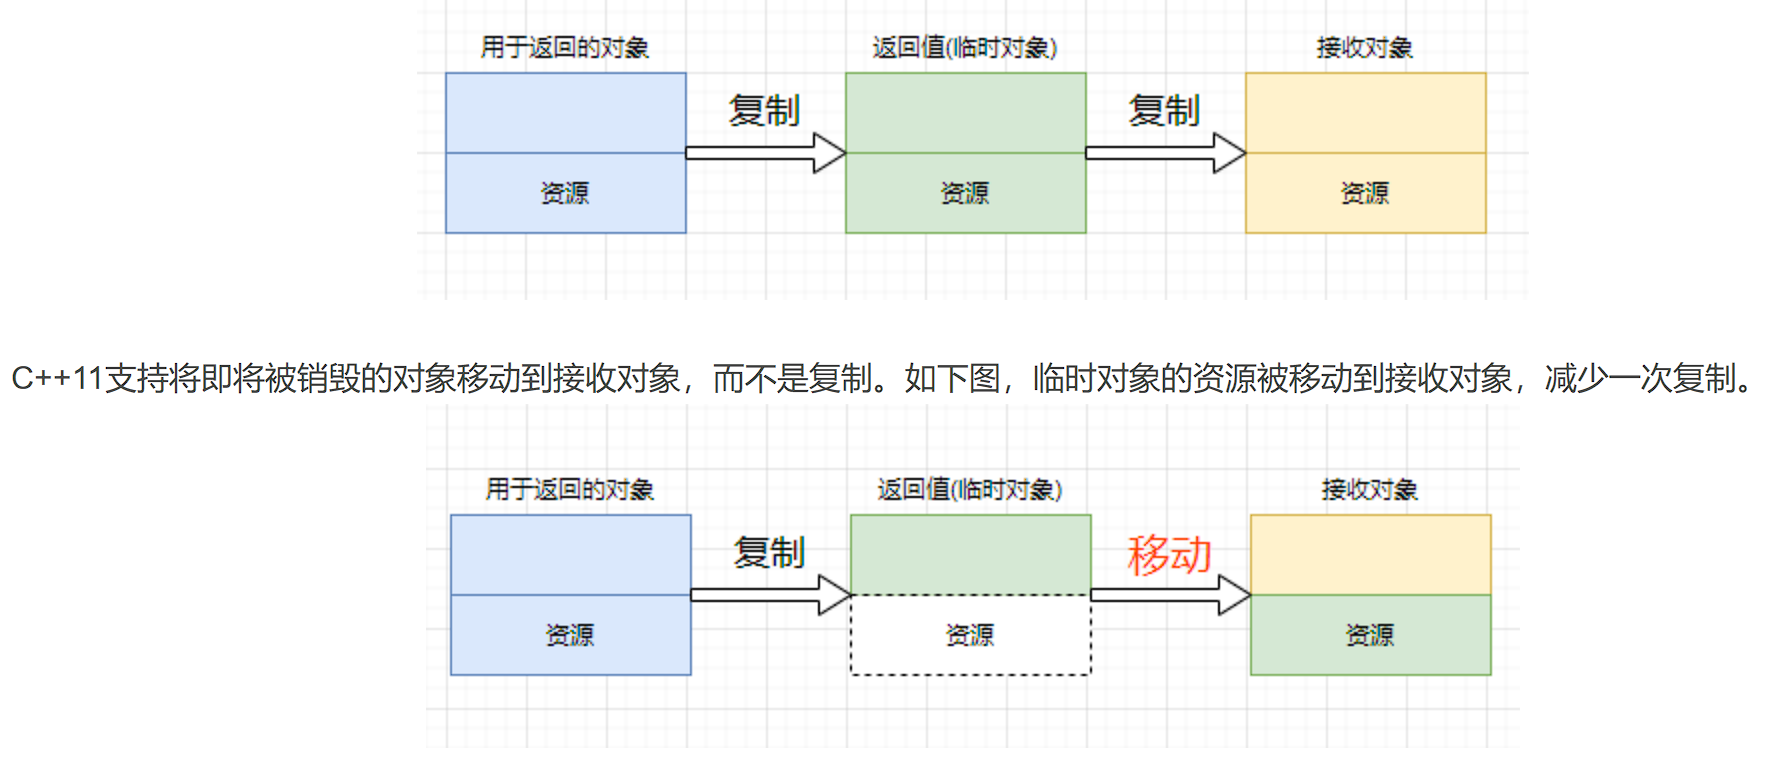 用于返回的对象 返回值(临时对象) 接收对象
复制 复制
资源 资源 资源
C++11支持将即将被销毁的对象移动到接收对象，而不是复制。如下图，临时对象的资源被移动到接收对象，减少一次复制。
用于返回的对象 返回值(临时对象) 接收对象
复制 移动
资源 资源 资源